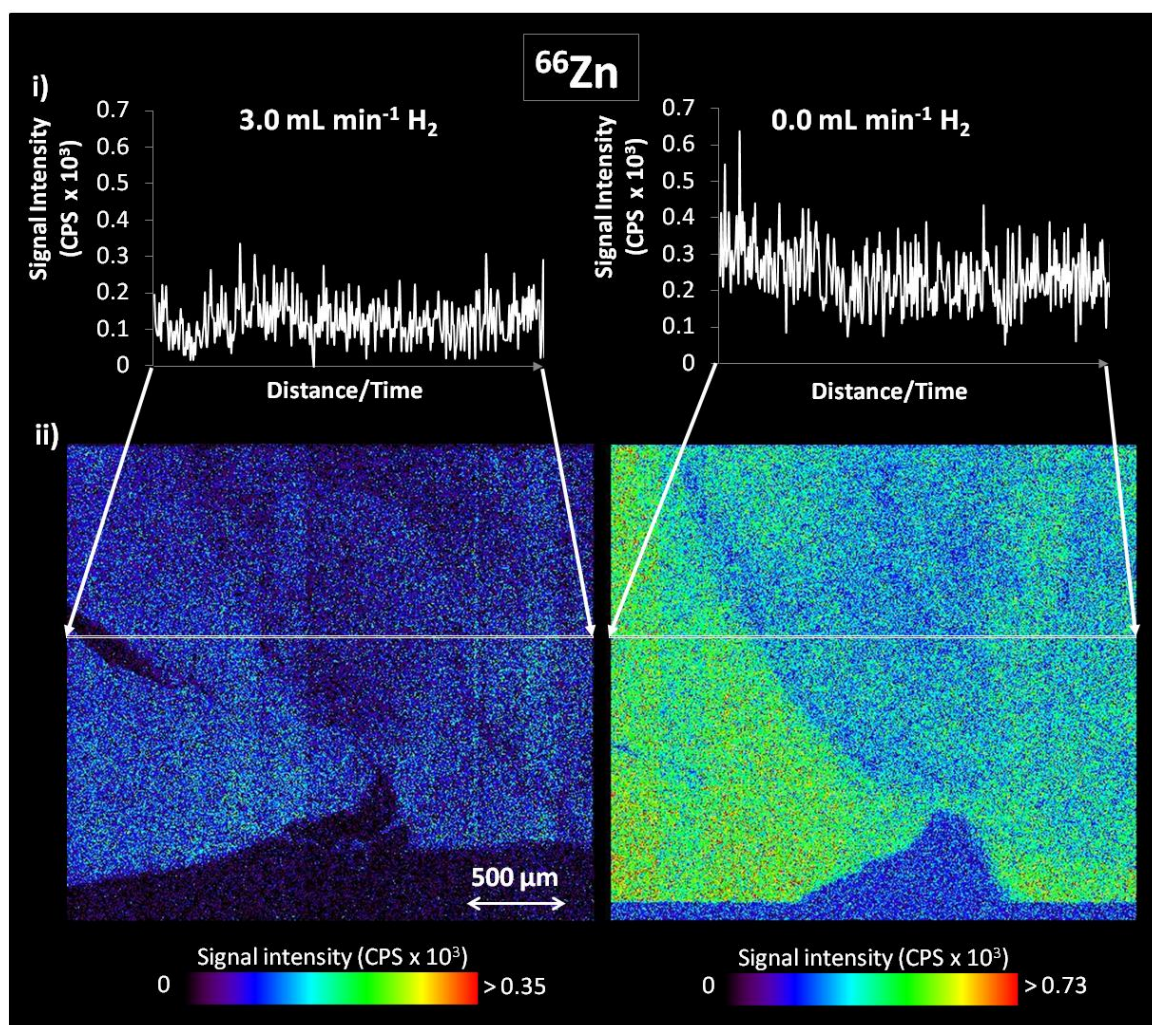 ⁶⁶Zn
i)
3.0 mL min⁻¹ H₂
Signal Intensity
(CPS x 10³)
0.7
0.6
0.5
0.4
0.3
0.2
0.1
0
Distance/Time
0.0 mL min⁻¹ H₂
Signal Intensity
(CPS x 10³)
0.7
0.6
0.5
0.4
0.3
0.2
0.1
0
Distance/Time
ii)
500 µm
Signal intensity (CPS x 10³)
0 > 0.35
Signal intensity (CPS x 10³)
0 > 0.73